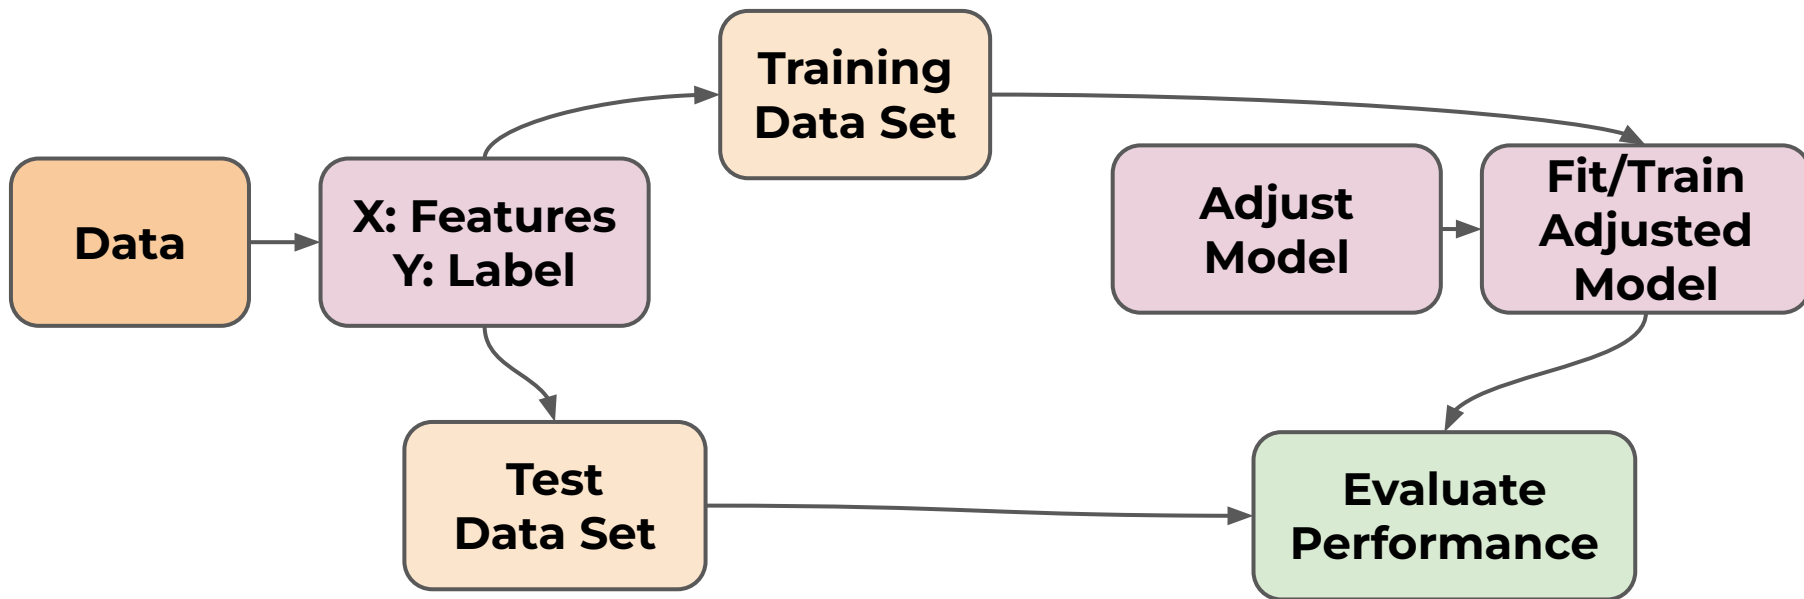 Data
X: Features
Y: Label
Training
Data Set
Test
Data Set
Adjust
Model
Fit/Train
Adjusted
Model
Evaluate
Performance